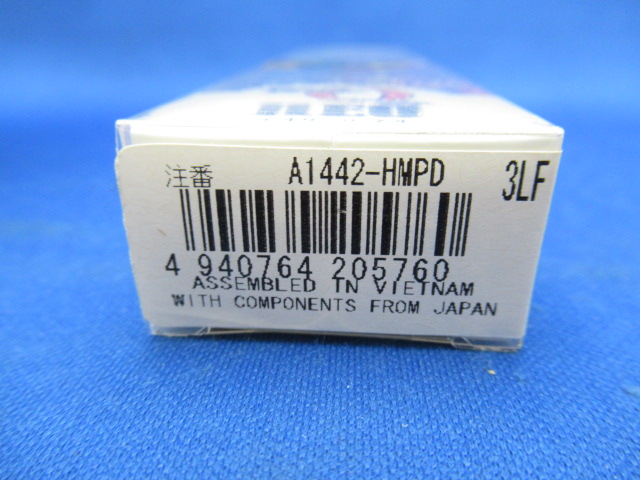 注番 A1442-HMPD 3LF
4 940764 205760
ASSEMBLED IN VIETNAM
WITH COMPONENTS FROM JAPAN